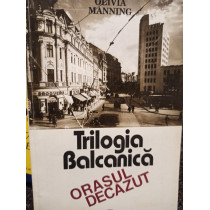 OLIVIA
MANNING
Trilogia
Balcanică
ORAȘUL
DECĂZUT